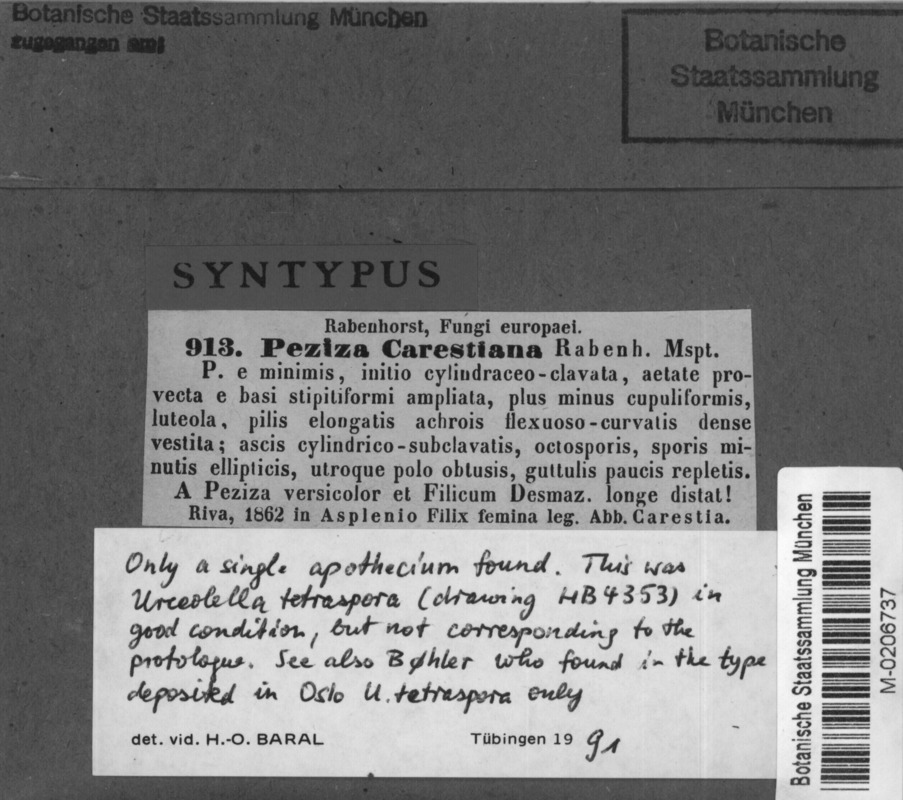 Botanische Staatssammlung München
zugegangen am:
Botanische
Staatssammlung
München
SYNTYPUS
Rabenhorst, Fungi europaei.
913. Peziza Carestiana Rabenh. Mspt.
P. e minimis, initio cylindraceo-clavata, aetate pro-
vecta e basi stipitiformi ampliata, plus minus cupuliformis,
luteola, pilis elongatis achrois flexuoso-curvatis dense
vestita; ascis cylindrico-subclavatis, octosporis, sporis mi-
nutis ellipticis, utroque polo obtusis, guttulis paucis repletis.
A Peziza versicolor et Filicum Desmaz. longe distat!
Riva, 1862 in Asplenio Filix femina leg. Abb. Carestia.
Only a single apothecium found. This was
Urceolella tetraspora (drawing HB4353) in
good condition, but not corresponding to the
protologue. See also Bøhler who found in the type
deposited in Oslo U. tetraspora only
det. vid. H.-O. BARAL Tübingen 19 91
Botanische Staatssammlung München
M-0206737